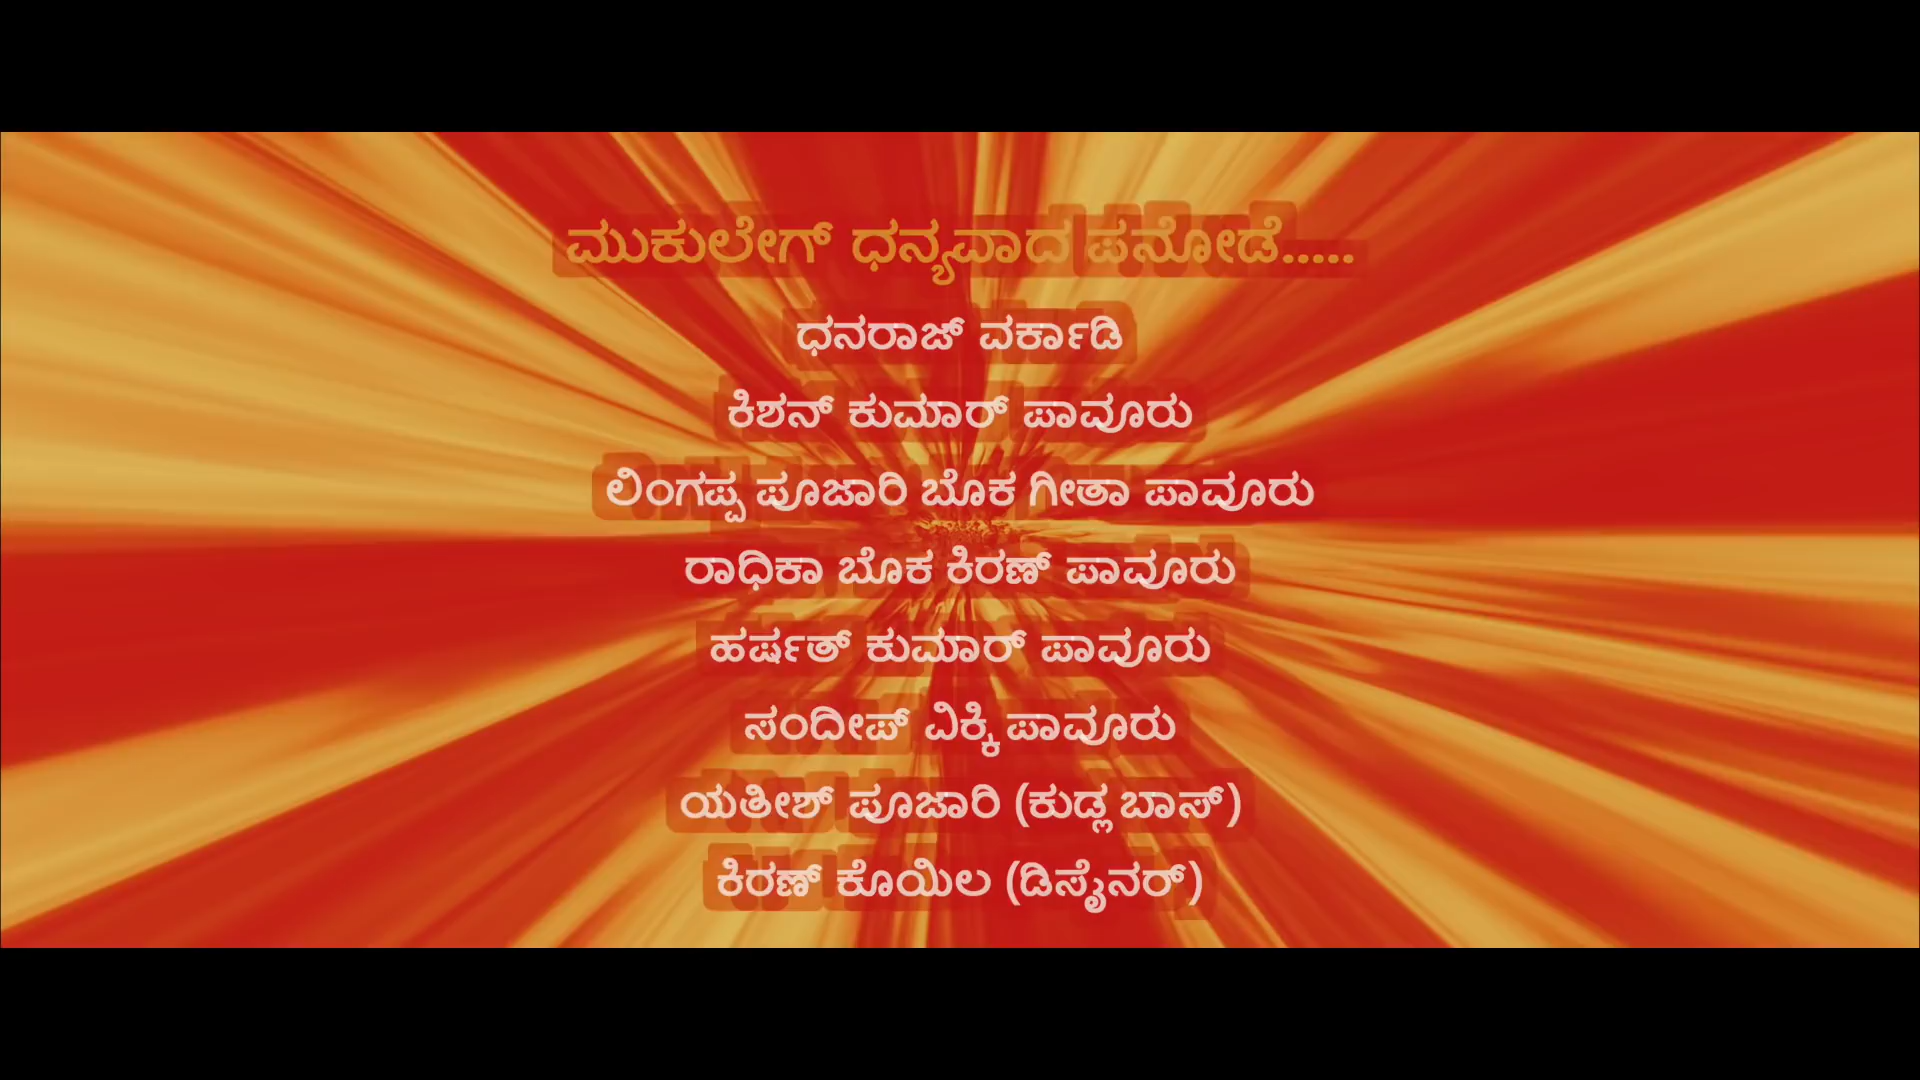 ಮುಕುಲೇಗ್ ಧನ್ಯವಾದ ಪನೋಡೆ.....
ಧನರಾಜ್ ವರ್ಕಾಡಿ
ಕಿಶನ್ ಕುಮಾರ್ ಪಾವೂರು
ಲಿಂಗಪ್ಪ ಪೂಜಾರಿ ಬೊಕ ಗೀತಾ ಪಾವೂರು
ರಾಧಿಕಾ ಬೊಕ ಕಿರಣ್ ಪಾವೂರು
ಹರ್ಷತ್ ಕುಮಾರ್ ಪಾವೂರು
ಸಂದೀಪ್ ವಿಕ್ಕಿ ಪಾವೂರು
ಯತೀಶ್ ಪೂಜಾರಿ (ಕುಡ್ಲ ಬಾಸ್)
ಕಿರಣ್ ಕೊಯಿಲ (ಡಿಸೈನರ್)